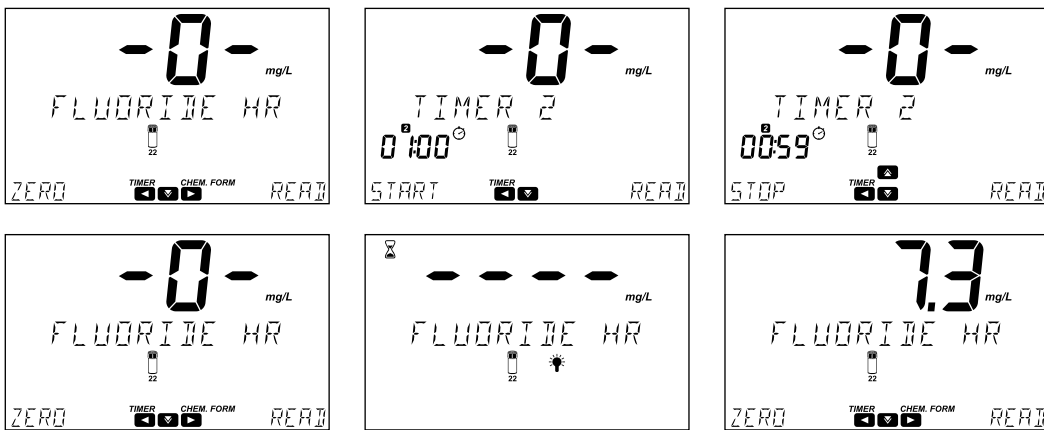 -0-
mg/L
FLUORIDE HR
22
TIMER CHEM. FORM
ZERO READ
-0-
mg/L
TIMER 2
2
01:00
22
TIMER
START READ
-0-
mg/L
TIMER 2
2
00:59
22
TIMER
STOP READ
-0-
mg/L
FLUORIDE HR
22
TIMER CHEM. FORM
ZERO READ
----
mg/L
FLUORIDE HR
22
7.3 mg/L
FLUORIDE HR
22
TIMER CHEM. FORM
ZERO READ